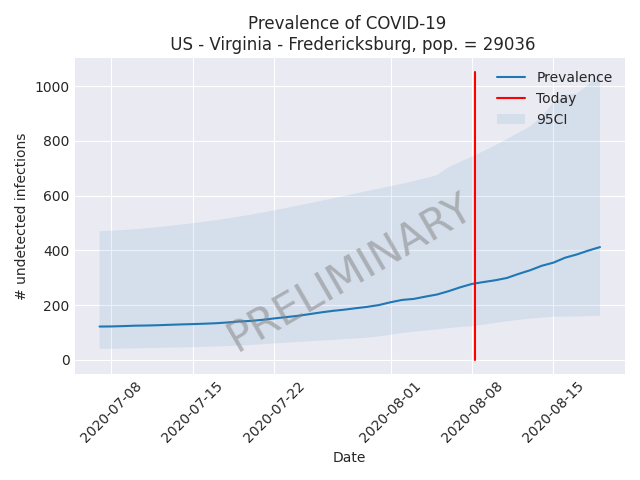 Prevalence of COVID-19
US - Virginia - Fredericksburg, pop. = 29036
Prevalence
Today
95CI
PRELIMINARY
# undetected infections
1000
800
600
400
200
0
2020-07-08
2020-07-15
2020-07-22
2020-08-01
2020-08-08
2020-08-15
Date